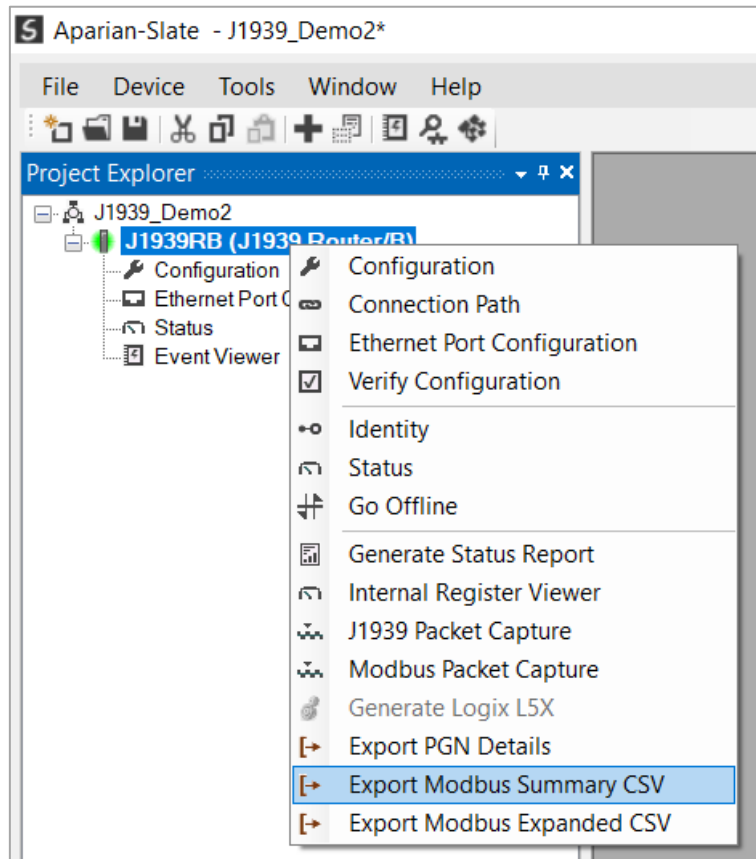 Aparian-Slate - J1939_Demo2*
File Device Tools Window Help
Project Explorer
J1939_Demo2
J1939RB (J1939 Router/B)
Configuration
Ethernet Port
Status
Event Viewer
Configuration
Connection Path
Ethernet Port Configuration
Verify Configuration
Identity
Status
Go Offline
Generate Status Report
Internal Register Viewer
J1939 Packet Capture
Modbus Packet Capture
Generate Logix L5X
Export PGN Details
Export Modbus Summary CSV
Export Modbus Expanded CSV